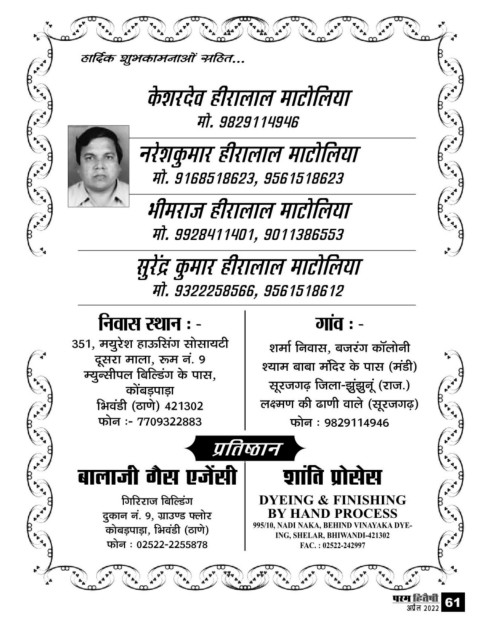 हार्दिक शुभकामनाओं सहित...
केशरदेव हीरालाल माटोलिया
मो. 9829114946
नरेशकुमार हीरालाल माटोलिया
मो. 9168518623, 9561518623
भीमराज हीरालाल माटोलिया
मो. 9928411401, 9011386553
सुरेंद्र कुमार हीरालाल माटोलिया
मो. 9322258566, 9561518612
निवास स्थान : -
351, मयुरेश हाऊसिंग सोसायटी
दूसरा माला, रूम नं. 9
म्युन्सीपल बिल्डिंग के पास,
कोंबड़पाड़ा
भिवंडी (ठाणे) 421302
फोन :- 7709322883
गांव : -
शर्मा निवास, बजरंग कॉलोनी
श्याम बाबा मंदिर के पास (मंडी)
सूरजगढ़ जिला-झुंझुनूं (राज.)
लक्ष्मण की ढाणी वाले (सूरजगढ़)
फोन : 9829114946
प्रतिष्ठान
बालाजी गैस एजेंसी
गिरिराज बिल्डिंग
दुकान नं. 9, ग्राउण्ड फ्लोर
कोबड़पाड़ा, भिवंडी (ठाणे)
फोन : 02522-2255878
शांति प्रोसेस
DYEING & FINISHING
BY HAND PROCESS
995/10, NADI NAKA, BEHIND VINAYAKA DYE-
ING, SHELAR, BHIWANDI-421302
FAC. : 02522-242997
परम हितैषी
अप्रैल 2022
61